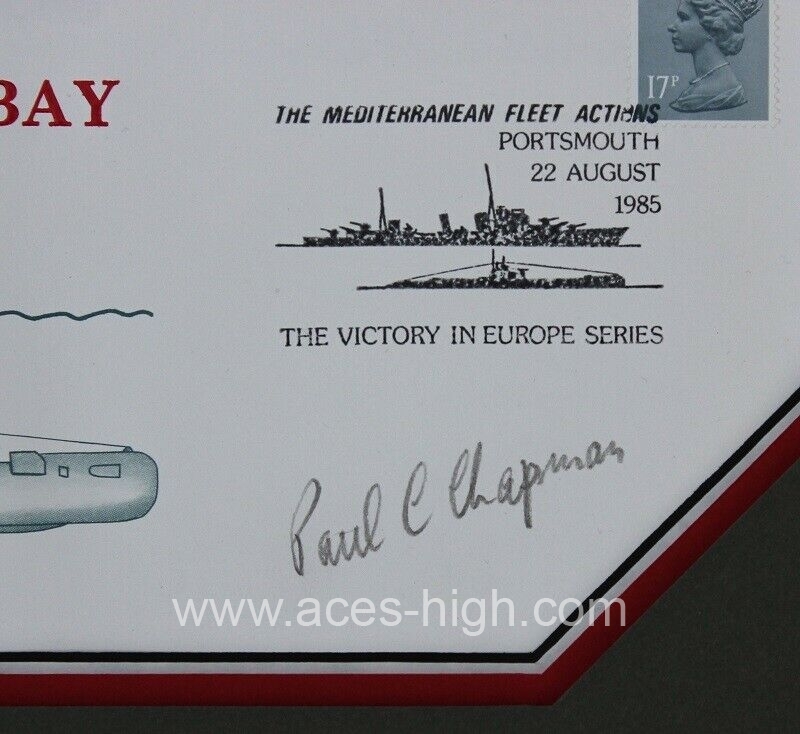 17P
BAY
THE MEDITERRANEAN FLEET ACTIONS
PORTSMOUTH
22 AUGUST
1985
THE VICTORY IN EUROPE SERIES
Paul C Chapman
www.aces-high.com